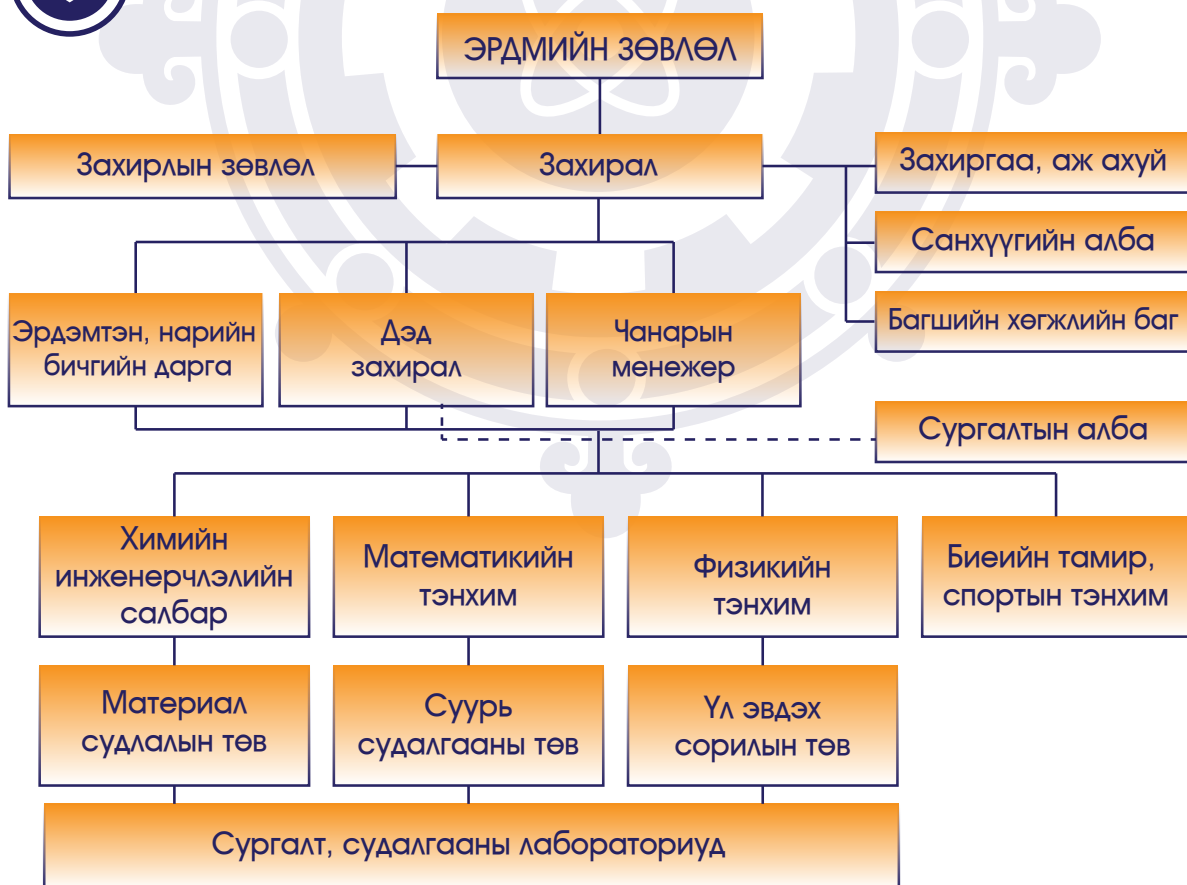 ЭРДМИЙН ЗӨВЛӨЛ
Захирлын зөвлөл
Захирал
Захиргаа, аж ахуй
Санхүүгийн алба
Багшийн хөгжлийн баг
Эрдэмтэн, нарийн
бичгийн дарга
Дэд
захирал
Чанарын
менежер
Сургалтын алба
Химийн
инженерчлэлийн
салбар
Математикийн
тэнхим
Физикийн
тэнхим
Биеийн тамир,
спортын тэнхим
Материал
судлалын төв
Суурь
судалгааны төв
Үл эвдэх
сорилын төв
Сургалт, судалгааны лабораториуд